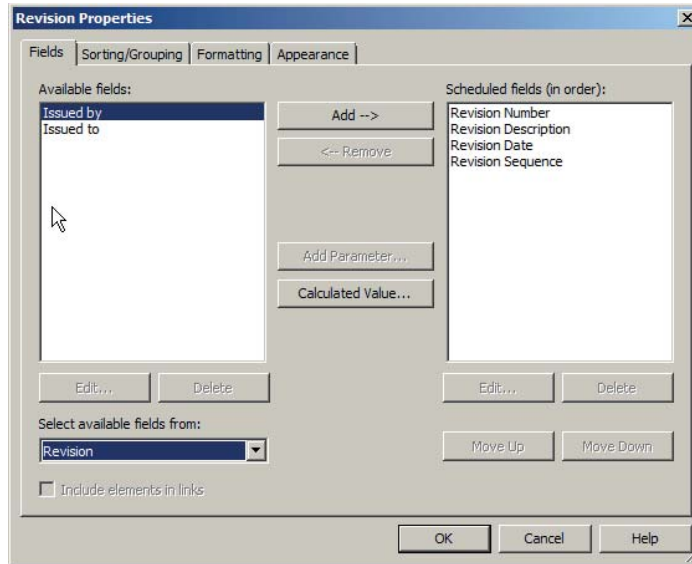 Revision Properties
Fields
Sorting/Grouping
Formatting
Appearance
Available fields:
Issued by
Issued to
Add -->
<-- Remove
Add Parameter...
Calculated Value...
Scheduled fields (in order):
Revision Number
Revision Description
Revision Date
Revision Sequence
Edit...
Delete
Edit...
Delete
Select available fields from:
Revision
Move Up
Move Down
Include elements in links
OK
Cancel
Help